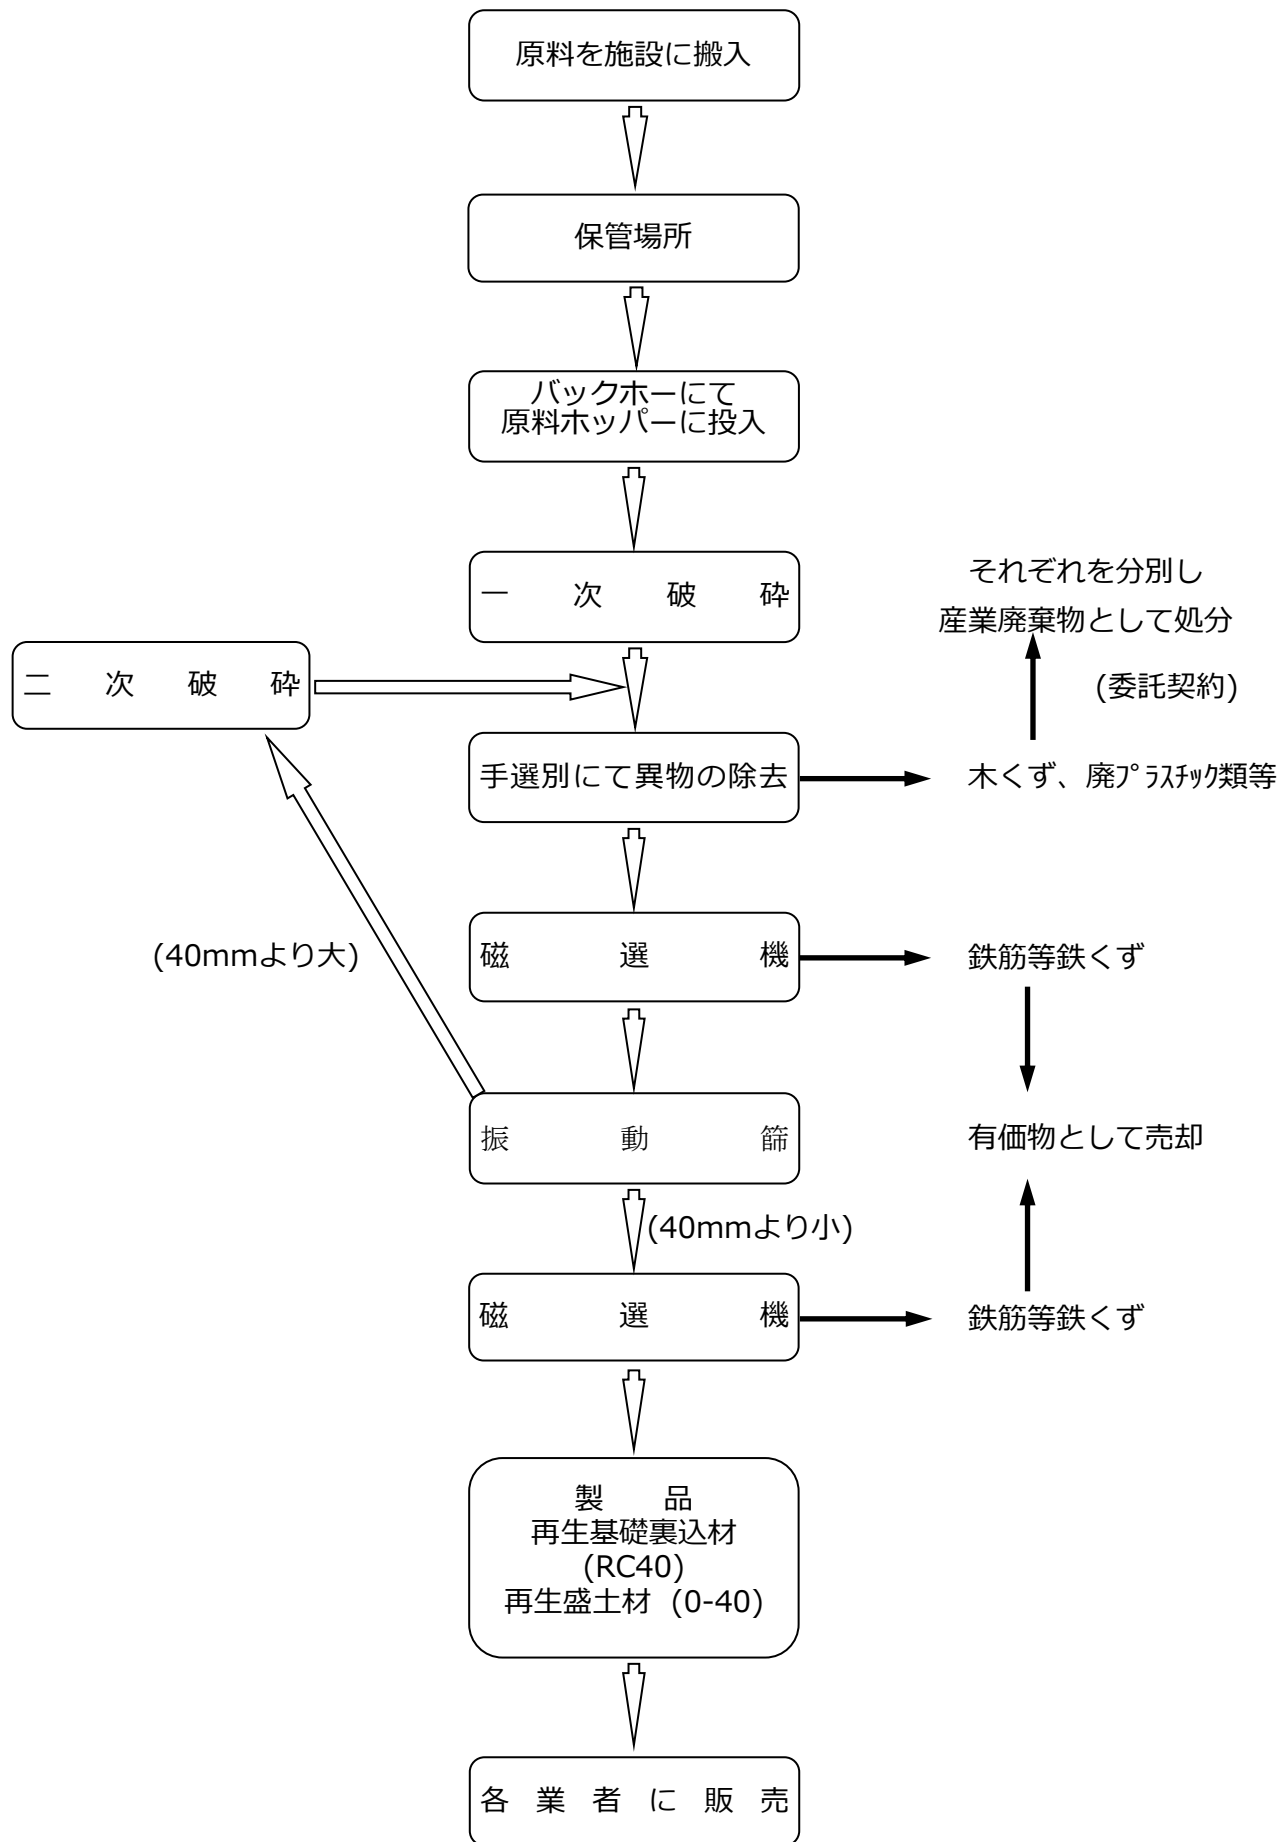 原料を施設に搬入
保管場所
バックホーにて
原料ホッパーに投入
一次破砕
それぞれを分別し
産業廃棄物として処分
(委託契約)
二次破砕
手選別にて異物の除去
木くず、廃ﾌﾟﾗｽﾁｯｸ類等
(40mmより大)
磁選機
鉄筋等鉄くず
振動篩
有価物として売却
(40mmより小)
磁選機
鉄筋等鉄くず
製品
再生基礎裏込材
(RC40)
再生盛土材 (0-40)
各業者に販売